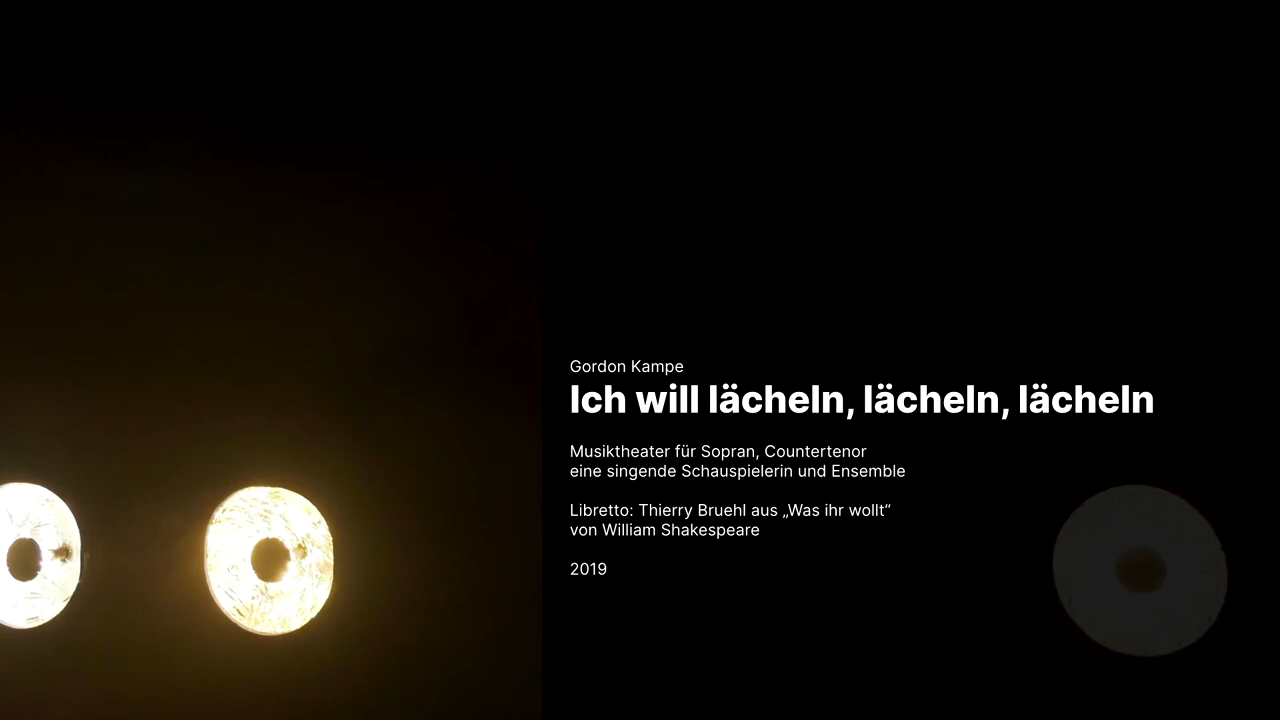 Gordon Kampe
Ich will lächeln, lächeln, lächeln
Musiktheater für Sopran, Countertenor
eine singende Schauspielerin und Ensemble
Libretto: Thierry Bruehl aus „Was ihr wollt“
von William Shakespeare
2019